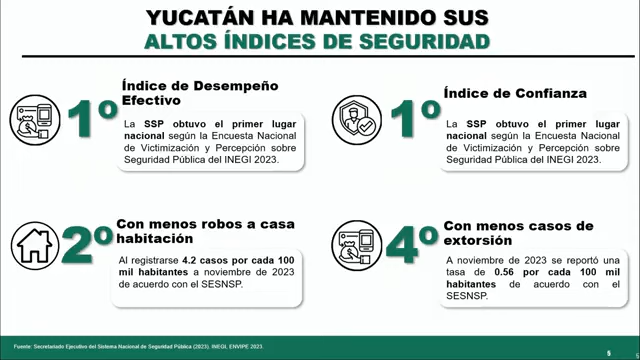 YUCATÁN HA MANTENIDO SUS
ALTOS ÍNDICES DE SEGURIDAD
1º
Índice de Desempeño
Efectivo
La SSP obtuvo el primer lugar
nacional según la Encuesta Nacional
de Victimización y Percepción sobre
Seguridad Pública del INEGI 2023.
1º
Índice de Confianza
La SSP obtuvo el primer lugar
nacional según la Encuesta Nacional
de Victimización y Percepción sobre
Seguridad Pública del INEGI 2023.
2º
Con menos robos a casa
habitación
Al registrarse 4.2 casos por cada 100
mil habitantes a noviembre de 2023
de acuerdo con el SESNSP.
4º
Con menos casos de
extorsión
A noviembre de 2023 se reportó una
tasa de 0.56 por cada 100 mil
habitantes de acuerdo con el
SESNSP.
Fuente: Secretariado Ejecutivo del Sistema Nacional de Seguridad Pública (2023). INEGI, ENVIPE 2023.
5
5